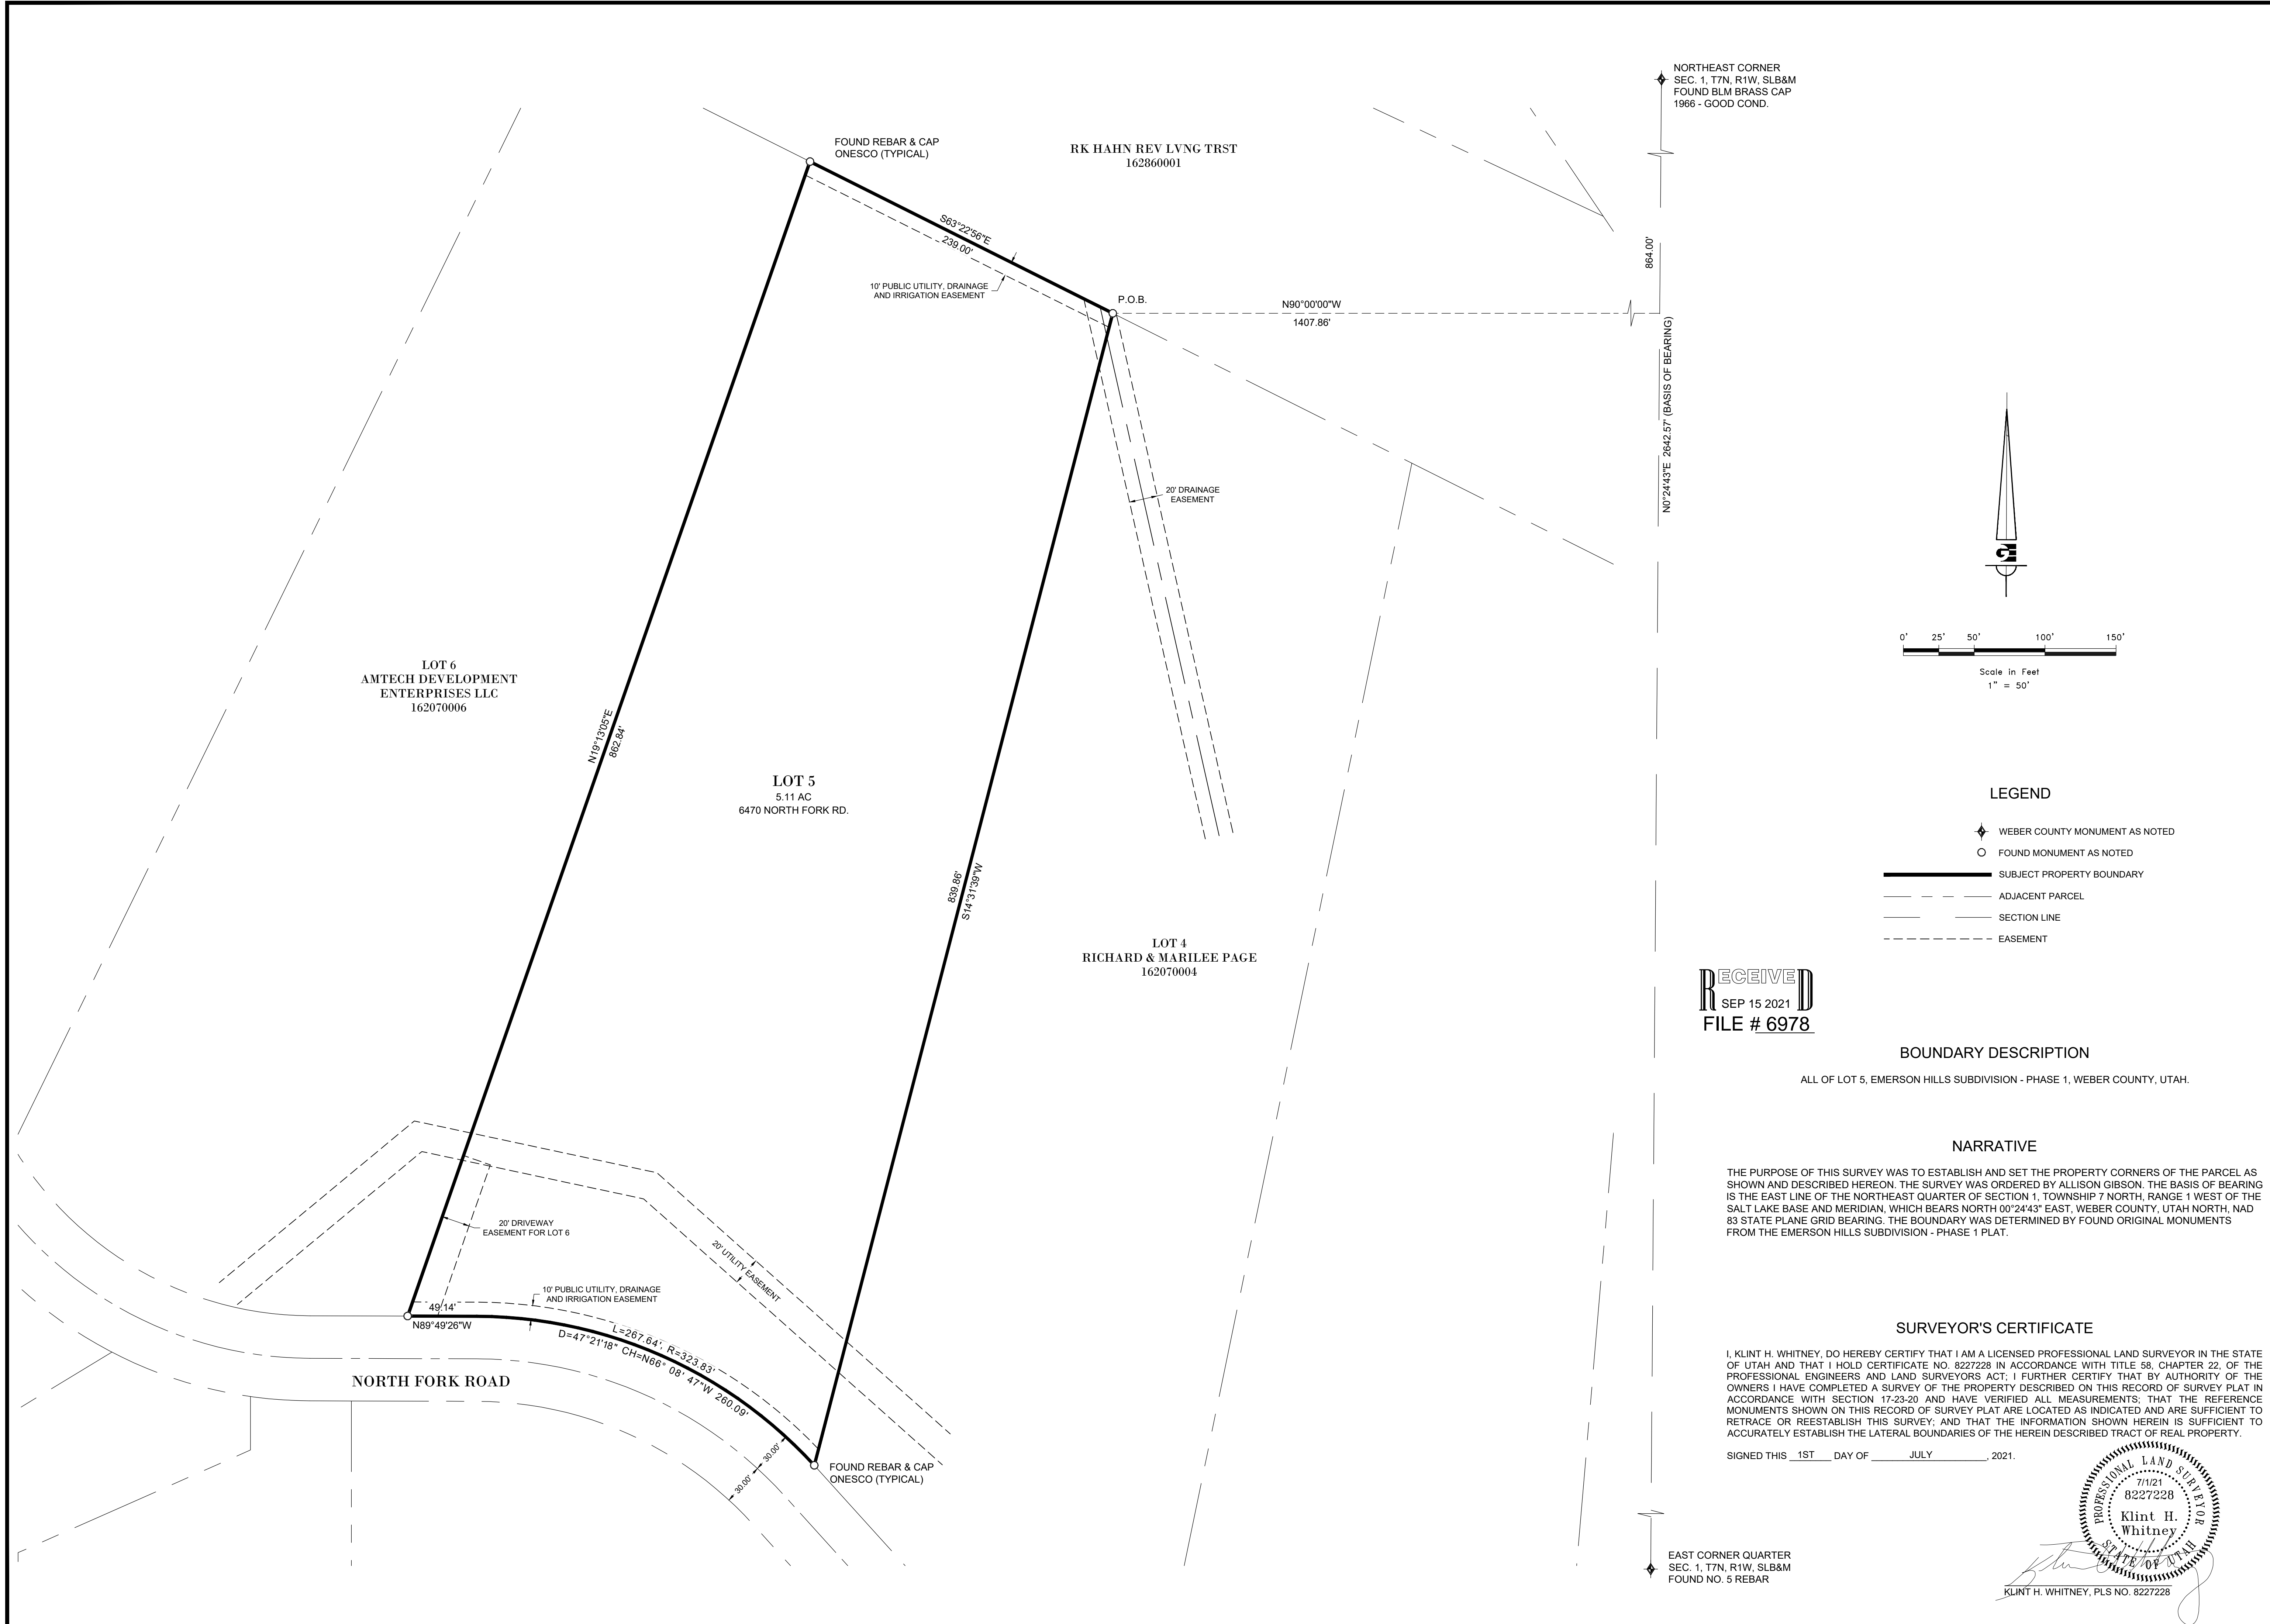 NORTHEAST CORNER
SEC. 1, T7N, R1W, SLB&M
FOUND BLM BRASS CAP
1966 - GOOD COND.
FOUND REBAR & CAP
ONESCO (TYPICAL)
RK HAHN REV LVNG TRST
162860001
S63°22'56"E
239.00'
10' PUBLIC UTILITY, DRAINAGE
AND IRRIGATION EASEMENT
P.O.B.
N90°00'00"W
1407.86'
864.00'
N0°24'43"E 2642.57' (BASIS OF BEARING)
20' DRAINAGE
EASEMENT
LOT 6
AMTECH DEVELOPMENT
ENTERPRISES LLC
162070006
N19°13'05"E
862.84'
LOT 5
5.11 AC
6470 NORTH FORK RD.
839.86'
S14°31'39"W
LOT 4
RICHARD & MARILEE PAGE
162070004
20' DRIVEWAY
EASEMENT FOR LOT 6
20' UTILITY EASEMENT
10' PUBLIC UTILITY, DRAINAGE
AND IRRIGATION EASEMENT
49.14'
N89°49'26"W
L=267.64', R=323.83'
D=47°21'18" CH=N66° 08' 47"W 260.09'
NORTH FORK ROAD
30.00'
30.00'
FOUND REBAR & CAP
ONESCO (TYPICAL)
EAST CORNER QUARTER
SEC. 1, T7N, R1W, SLB&M
FOUND NO. 5 REBAR
GE
0' 25' 50' 100' 150'
Scale in Feet
1" = 50'
LEGEND
WEBER COUNTY MONUMENT AS NOTED
FOUND MONUMENT AS NOTED
SUBJECT PROPERTY BOUNDARY
ADJACENT PARCEL
SECTION LINE
EASEMENT
RECEIVED
SEP 15 2021
FILE # 6978
BOUNDARY DESCRIPTION
ALL OF LOT 5, EMERSON HILLS SUBDIVISION - PHASE 1, WEBER COUNTY, UTAH.
NARRATIVE
THE PURPOSE OF THIS SURVEY WAS TO ESTABLISH AND SET THE PROPERTY CORNERS OF THE PARCEL AS
SHOWN AND DESCRIBED HEREON. THE SURVEY WAS ORDERED BY ALLISON GIBSON. THE BASIS OF BEARING
IS THE EAST LINE OF THE NORTHEAST QUARTER OF SECTION 1, TOWNSHIP 7 NORTH, RANGE 1 WEST OF THE
SALT LAKE BASE AND MERIDIAN, WHICH BEARS NORTH 00°24'43" EAST, WEBER COUNTY, UTAH NORTH, NAD
83 STATE PLANE GRID BEARING. THE BOUNDARY WAS DETERMINED BY FOUND ORIGINAL MONUMENTS
FROM THE EMERSON HILLS SUBDIVISION - PHASE 1 PLAT.
SURVEYOR'S CERTIFICATE
I, KLINT H. WHITNEY, DO HEREBY CERTIFY THAT I AM A LICENSED PROFESSIONAL LAND SURVEYOR IN THE STATE
OF UTAH AND THAT I HOLD CERTIFICATE NO. 8227228 IN ACCORDANCE WITH TITLE 58, CHAPTER 22, OF THE
PROFESSIONAL ENGINEERS AND LAND SURVEYORS ACT; I FURTHER CERTIFY THAT BY AUTHORITY OF THE
OWNERS I HAVE COMPLETED A SURVEY OF THE PROPERTY DESCRIBED ON THIS RECORD OF SURVEY PLAT IN
ACCORDANCE WITH SECTION 17-23-20 AND HAVE VERIFIED ALL MEASUREMENTS; THAT THE REFERENCE
MONUMENTS SHOWN ON THIS RECORD OF SURVEY PLAT ARE LOCATED AS INDICATED AND ARE SUFFICIENT TO
RETRACE OR REESTABLISH THIS SURVEY; AND THAT THE INFORMATION SHOWN HEREIN IS SUFFICIENT TO
ACCURATELY ESTABLISH THE LATERAL BOUNDARIES OF THE HEREIN DESCRIBED TRACT OF REAL PROPERTY.
SIGNED THIS 1ST DAY OF JULY, 2021.
PROFESSIONAL LAND SURVEYOR
7/1/21
8227228
Klint H.
Whitney
STATE OF UTAH
KLINT H. WHITNEY, PLS NO. 8227228